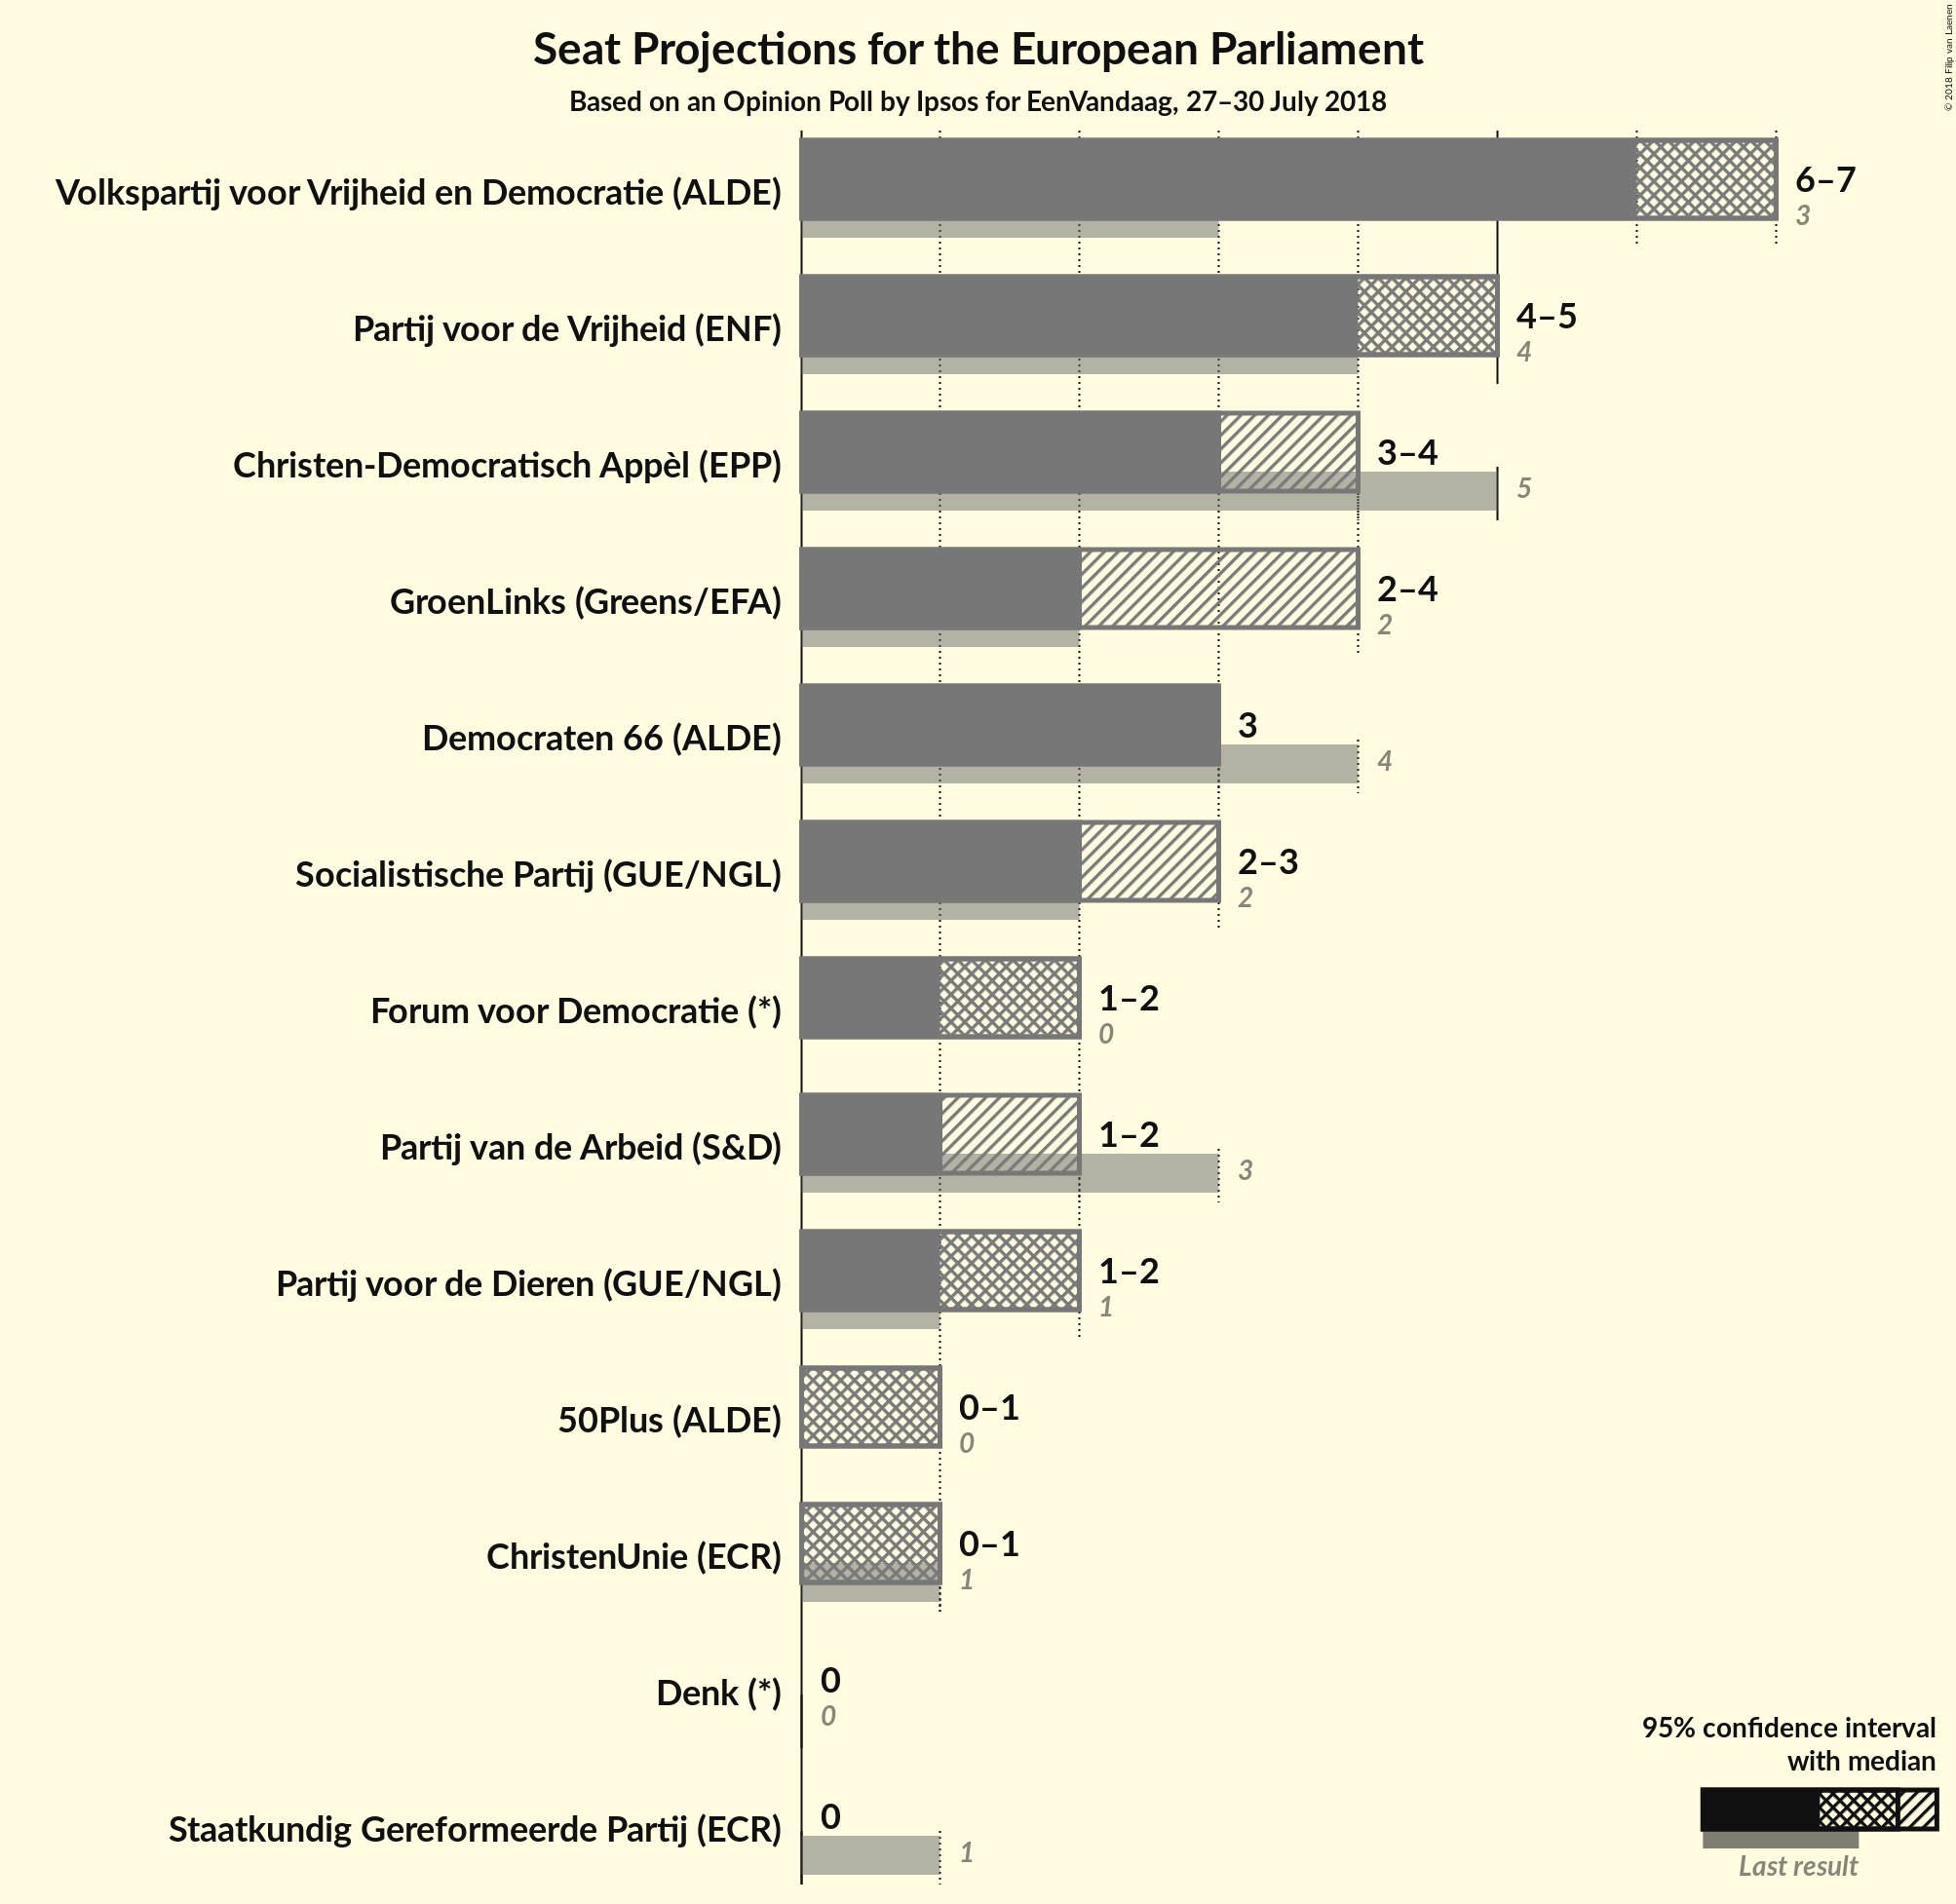 Seat Projections for the European Parliament
Based on an Opinion Poll by Ipsos for EenVandaag, 27–30 July 2018
© 2018 Filip van Laenen
Volkspartij voor Vrijheid en Democratie (ALDE)
6–7
3
Partij voor de Vrijheid (ENF)
4–5
4
Christen-Democratisch Appèl (EPP)
3–4
5
GroenLinks (Greens/EFA)
2–4
2
Democraten 66 (ALDE)
3
4
Socialistische Partij (GUE/NGL)
2–3
2
Forum voor Democratie (*)
1–2
0
Partij van de Arbeid (S&D)
1–2
3
Partij voor de Dieren (GUE/NGL)
1–2
1
50Plus (ALDE)
0–1
0
ChristenUnie (ECR)
0–1
1
Denk (*)
0
0
Staatkundig Gereformeerde Partij (ECR)
0
1
95% confidence interval
with median
Last result